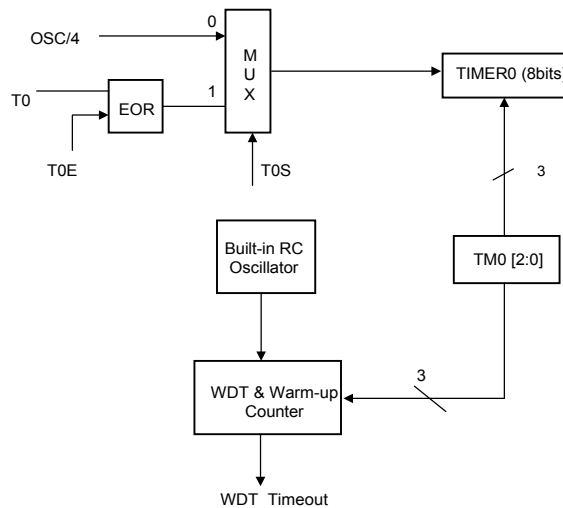 0
OSC/4
M
U
X
TIMER0 (8bits)
T0
EOR
1
T0E
T0S
3
Built-in RC
Oscillator
TM0 [2:0]
3
WDT & Warm-up
Counter
WDT Timeout